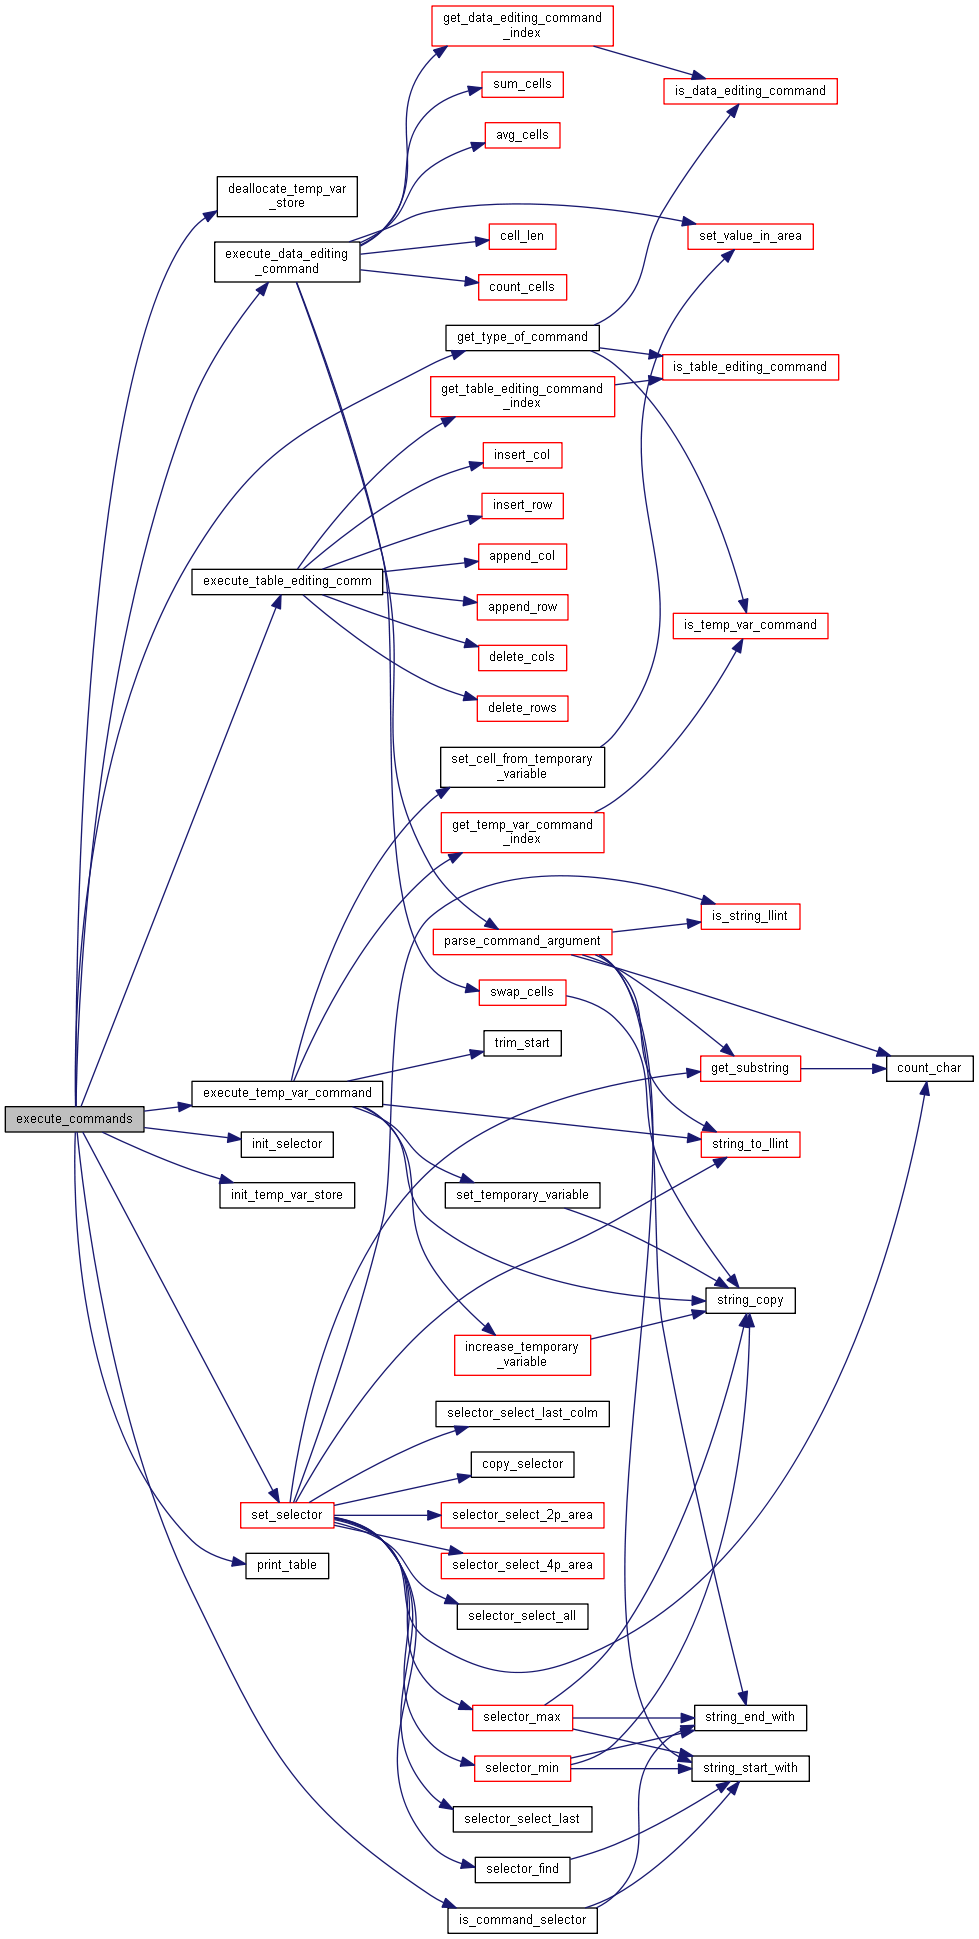 get_data_editing_command
_index
sum_cells
is_data_editing_command
avg_cells
deallocate_temp_var
_store
set_value_in_area
cell_len
execute_data_editing
_command
count_cells
get_type_of_command
is_table_editing_command
get_table_editing_command
_index
insert_col
insert_row
append_col
execute_table_editing_comm
append_row
is_temp_var_command
delete_cols
delete_rows
set_cell_from_temporary
_variable
get_temp_var_command
_index
is_string_llint
parse_command_argument
swap_cells
trim_start
get_substring
count_char
execute_temp_var_command
execute_commands
init_selector
string_to_llint
init_temp_var_store
set_temporary_variable
string_copy
increase_temporary
_variable
selector_select_last_colm
copy_selector
set_selector
selector_select_2p_area
print_table
selector_select_4p_area
selector_select_all
selector_max
string_end_with
selector_min
string_start_with
selector_select_last
selector_find
is_command_selector